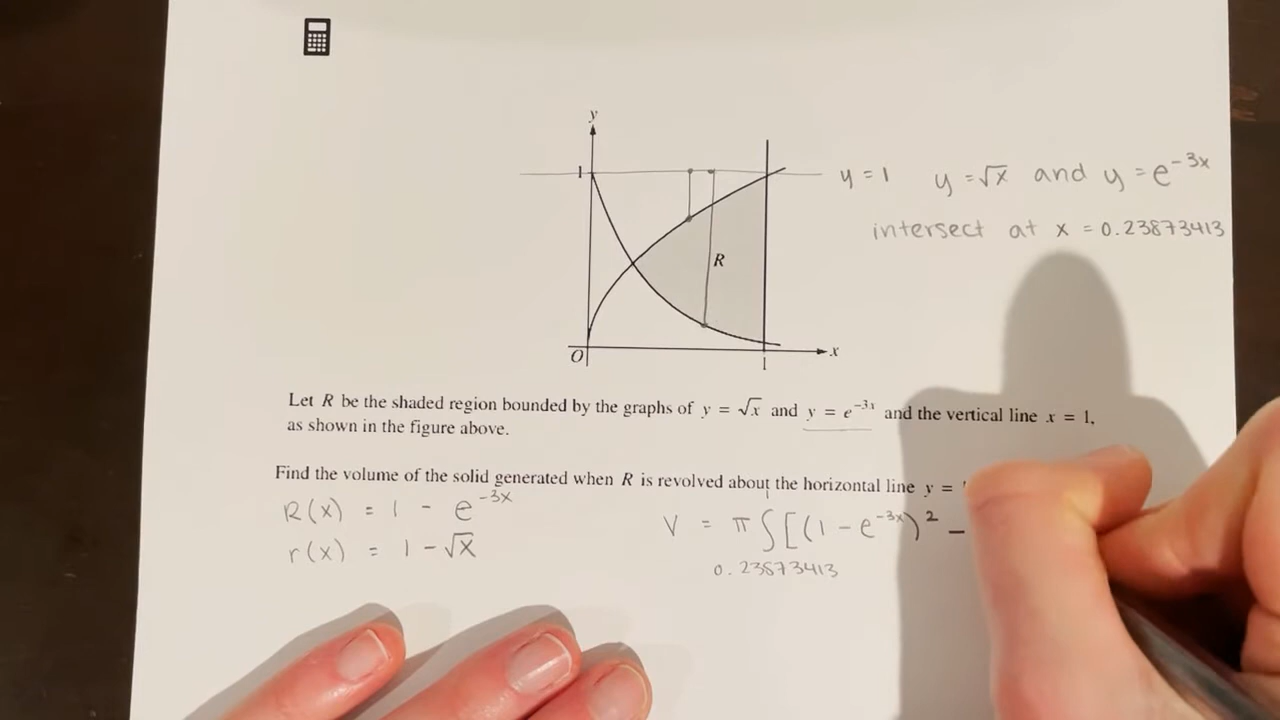 y
1
y = 1 y = √x and y = e^-3x
intersect at x = 0.23873413
R
O
1
x
Let R be the shaded region bounded by the graphs of y = √x and y = e^-3x and the vertical line x = 1,
as shown in the figure above.
Find the volume of the solid generated when R is revolved about the horizontal line y =
R(x) = 1 - e^-3x
r(x) = 1 - √x
1
V = π ∫ [(1 - e^-3x)^2 -
0.23873413